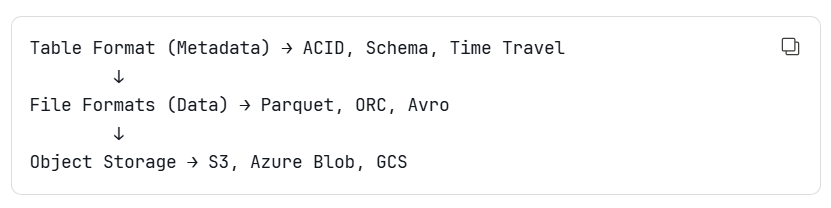 Table Format (Metadata) → ACID, Schema, Time Travel
↓
File Formats (Data) → Parquet, ORC, Avro
↓
Object Storage → S3, Azure Blob, GCS